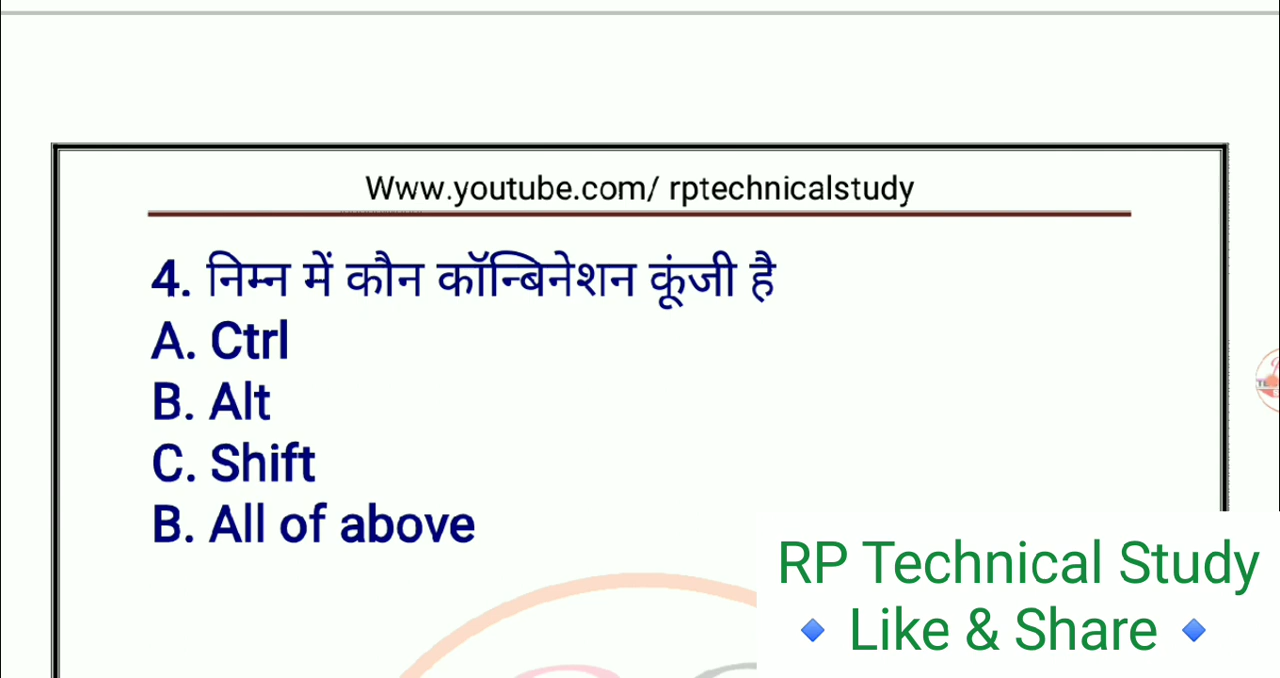 Www.youtube.com/ rptechnicalstudy
4. निम्न में कौन कॉम्बिनेशन कूंजी है
A. Ctrl
B. Alt
C. Shift
B. All of above
RP Technical Study
🔹 Like & Share 🔹